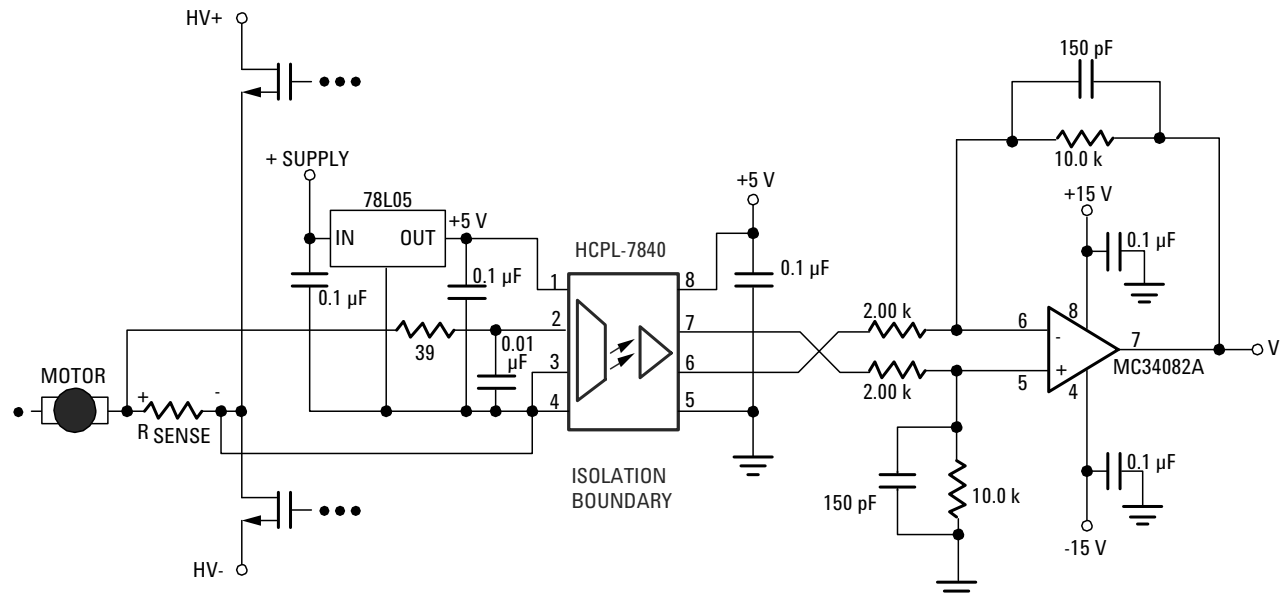 HV+
+ SUPPLY
78L05
IN
OUT
+5 V
0.1 µF
0.1 µF
39
0.01
µF
MOTOR
+
-
R SENSE
HV-
HCPL-7840
1
2
3
4
8
7
6
5
ISOLATION
BOUNDARY
+5 V
0.1 µF
2.00 k
2.00 k
150 pF
10.0 k
150 pF
10.0 k
+15 V
0.1 µF
8
6
-
5
+
7
4
MC34082A
V
0.1 µF
-15 V